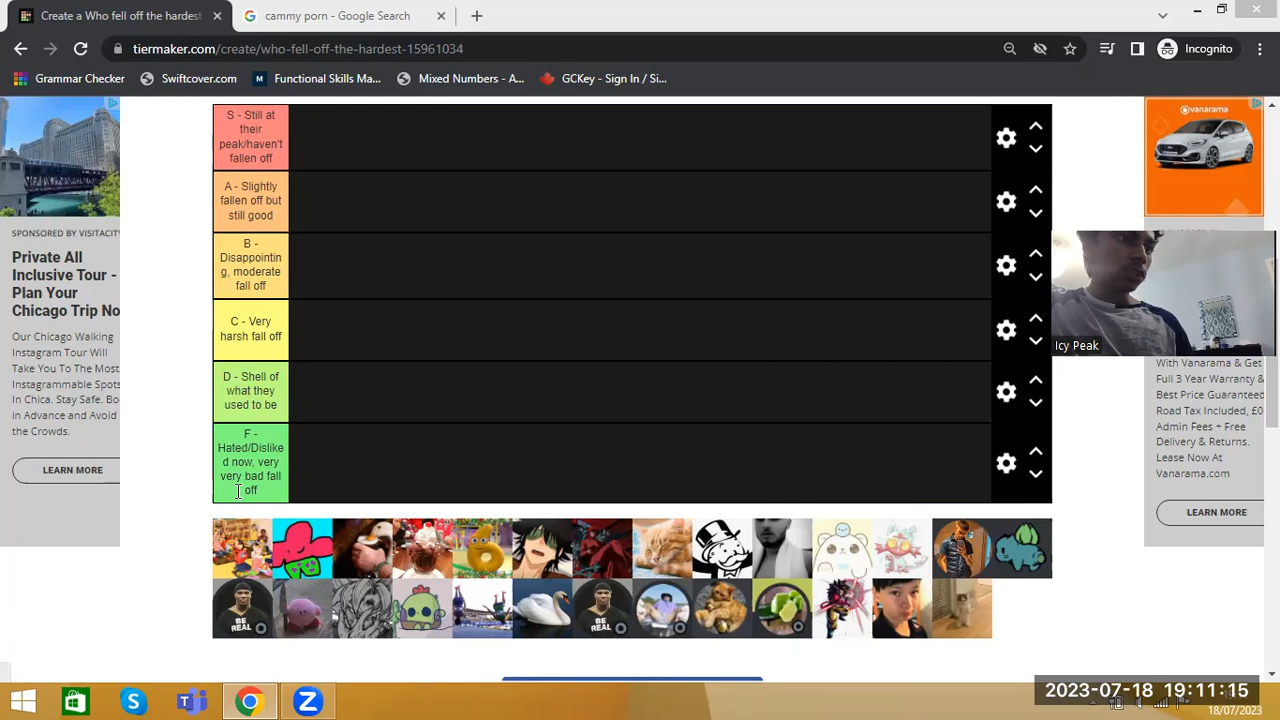 Create a Who fell off the hardest
cammy porn - Google Search
tiermaker.com/create/who-fell-off-the-hardest-15961034
Incognito
Grammar Checker
Swiftcover.com
Functional Skills Ma...
Mixed Numbers - A...
GCKey - Sign In / Si...
S - Still at
their
peak/haven't
fallen off
A - Slightly
fallen off but
still good
B -
Disappointin
g, moderate
fall off
C - Very
harsh fall off
D - Shell of
what they
used to be
F -
Hated/Dislike
d now, very
very bad fall
off
SPONSORED BY VISITACITY
Private All
Inclusive Tour -
Plan Your
Chicago Trip No
Our Chicago Walking
Instagram Tour Will
Take You To The Most
Instagrammable Spots
In Chica. Stay Safe. Bo
in Advance and Avoid
the Crowds.
LEARN MORE
vanarama
Icy Peak
With Vanarama & Get
Full 3 Year Warranty &
Best Price Guaranteed
Road Tax Included, £0
Admin Fees + Free
Delivery & Returns.
Lease Now At
Vanarama.com
LEARN MORE
BE
REAL
BE
REAL
2023-07-18 19:11:15
18/07/2023